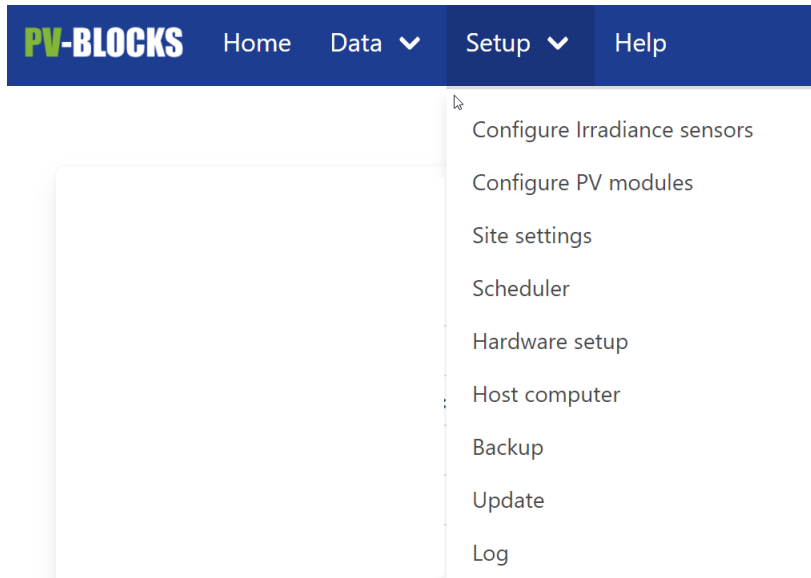 PV-BLOCKS Home Data Setup Help
Configure Irradiance sensors
Configure PV modules
Site settings
Scheduler
Hardware setup
Host computer
Backup
Update
Log